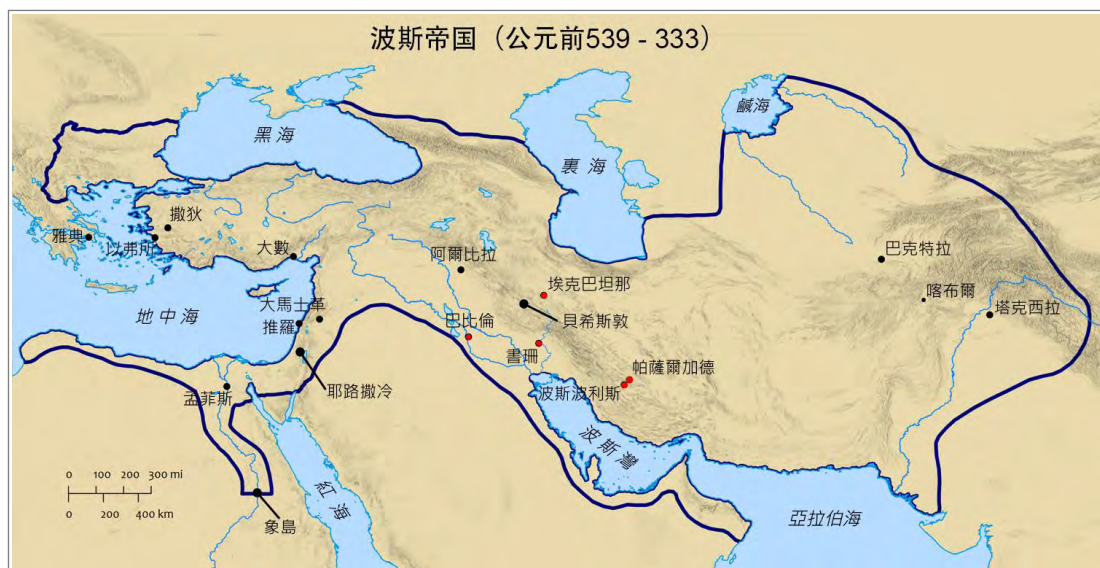 波斯帝国（公元前539 - 333）
鹹海
黑 海
裏 海
撒狄
雅典
以弗所
大數
阿爾比拉
巴克特拉
埃克巴坦那
喀布爾
大馬士革
地 中 海
塔克西拉
推羅
巴比倫
貝希斯敦
書珊
帕薩爾加德
耶路撒冷
孟菲斯
波斯波利斯
波 斯 灣
0 100 200 300 mi
0 200 400 km
紅 海
亞拉伯海
象島